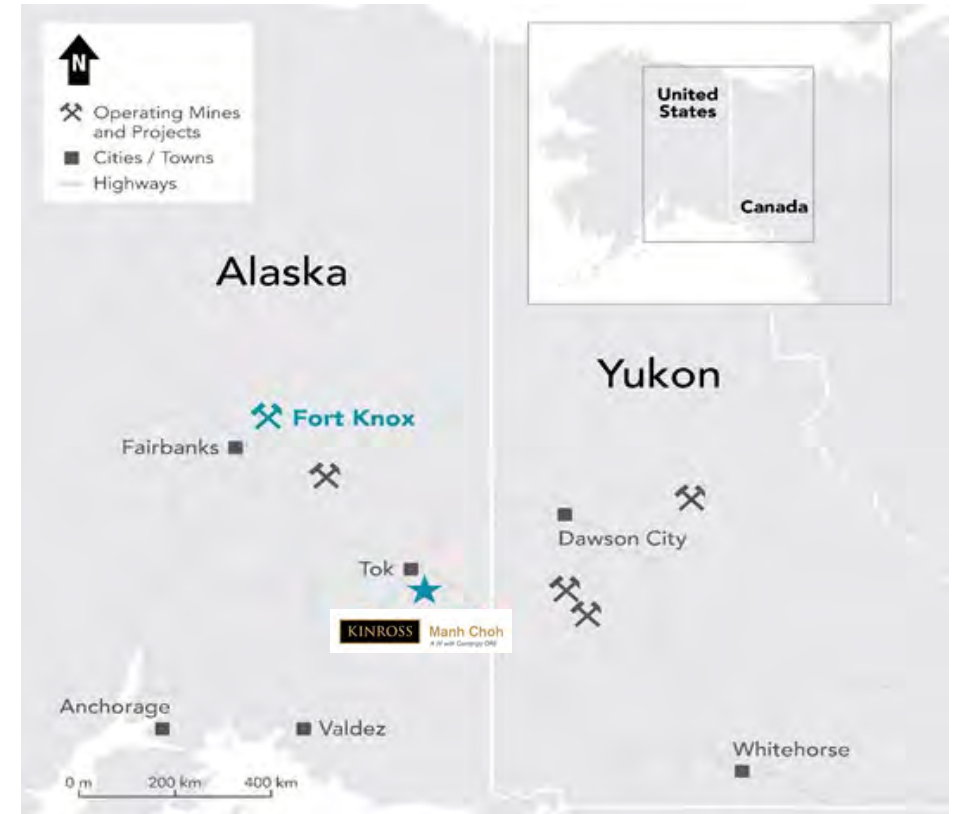 N
Operating Mines
and Projects
Cities / Towns
Highways
United
States
Canada
Alaska
Yukon
Fort Knox
Fairbanks
Dawson City
Tok
KINROSS
Manh Choh
Anchorage
Valdez
Whitehorse
0 m 200 km 400 km